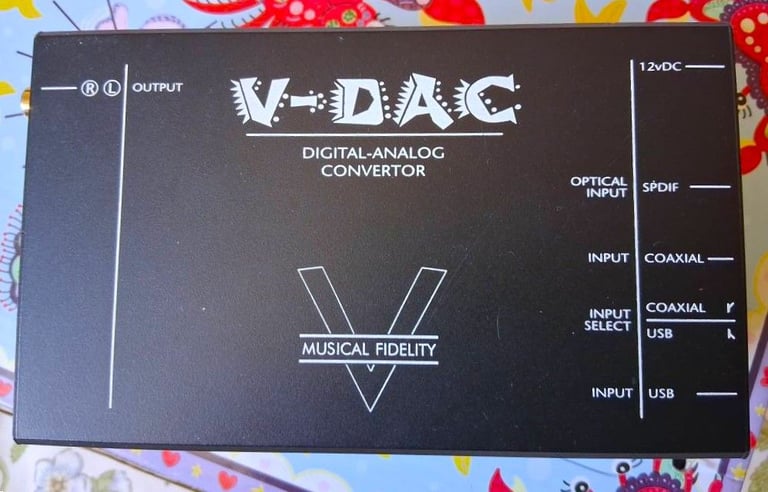 Ⓡ Ⓛ OUTPUT
V-DAC
DIGITAL-ANALOG
CONVERTOR
MUSICAL FIDELITY
12vDC
OPTICAL
INPUT
SPDIF
INPUT COAXIAL
INPUT
SELECT
COAXIAL
USB
INPUT USB